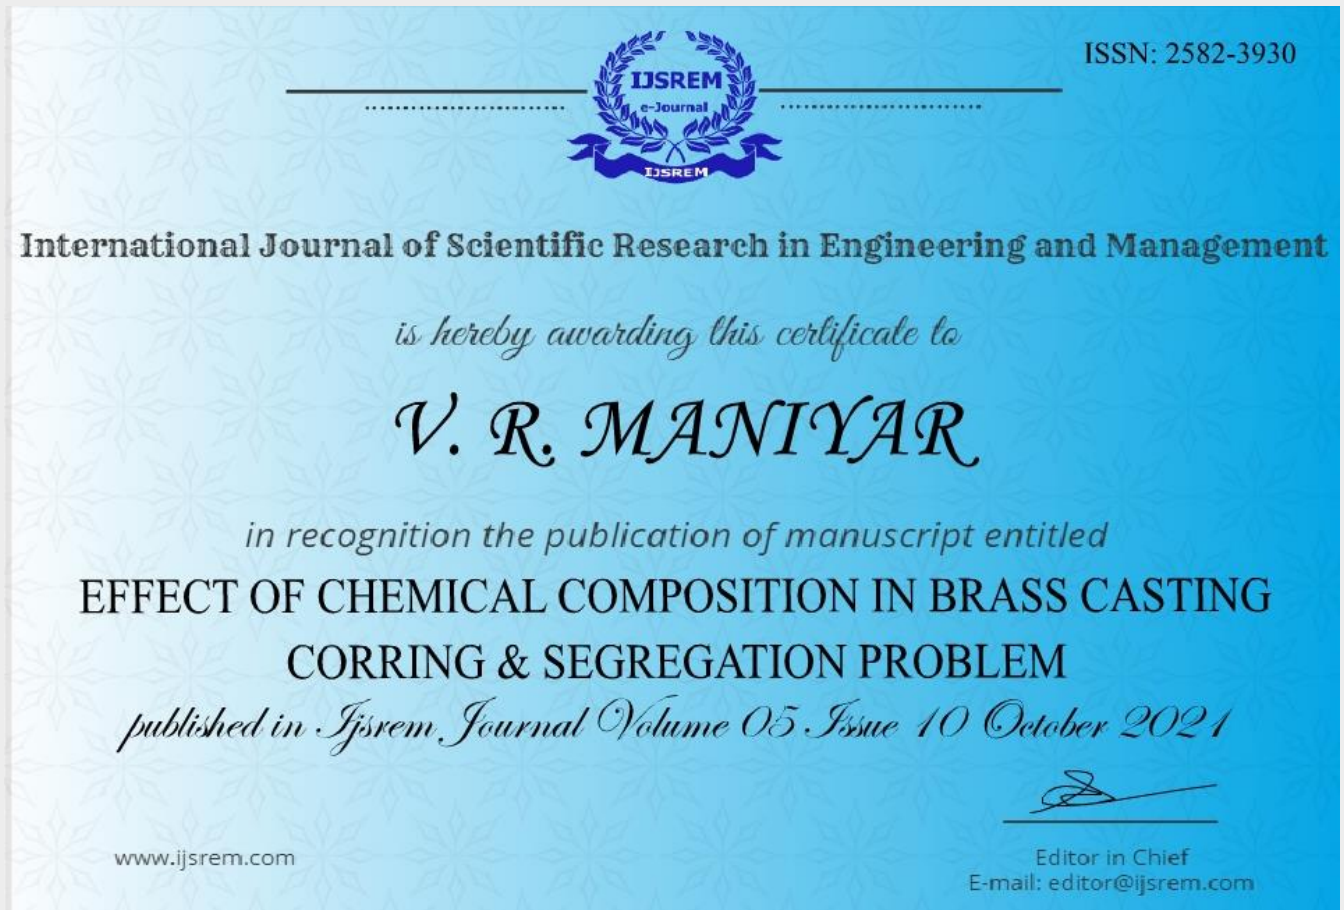 ISSN: 2582-3930
IJSREM
e-Journal
IJSREM
International Journal of Scientific Research in Engineering and Management
is hereby awarding this certificate to
V. R. MANIYAR
in recognition the publication of manuscript entitled
EFFECT OF CHEMICAL COMPOSITION IN BRASS CASTING
CORRING & SEGREGATION PROBLEM
published in Ijsrem Journal Volume 05 Issue 10 October 2021
www.ijsrem.com
Editor in Chief
E-mail: editor@ijsrem.com